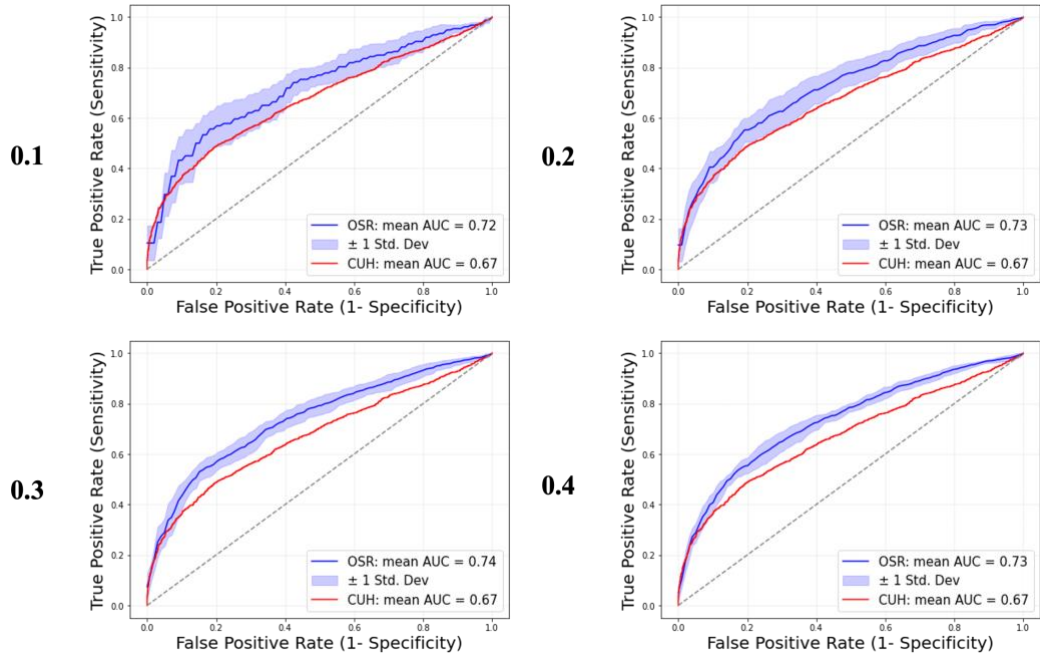 0.1
True Positive Rate (Sensitivity)
1.0
0.8
0.6
0.4
0.2
0.0
OSR: mean AUC = 0.72
± 1 Std. Dev
CUH: mean AUC = 0.67
0.0 0.2 0.4 0.6 0.8 1.0
False Positive Rate (1- Specificity)
0.2
True Positive Rate (Sensitivity)
1.0
0.8
0.6
0.4
0.2
0.0
OSR: mean AUC = 0.73
± 1 Std. Dev
CUH: mean AUC = 0.67
0.0 0.2 0.4 0.6 0.8 1.0
False Positive Rate (1- Specificity)
0.3
True Positive Rate (Sensitivity)
1.0
0.8
0.6
0.4
0.2
0.0
OSR: mean AUC = 0.74
± 1 Std. Dev
CUH: mean AUC = 0.67
0.0 0.2 0.4 0.6 0.8 1.0
False Positive Rate (1- Specificity)
0.4
True Positive Rate (Sensitivity)
1.0
0.8
0.6
0.4
0.2
0.0
OSR: mean AUC = 0.73
± 1 Std. Dev
CUH: mean AUC = 0.67
0.0 0.2 0.4 0.6 0.8 1.0
False Positive Rate (1- Specificity)